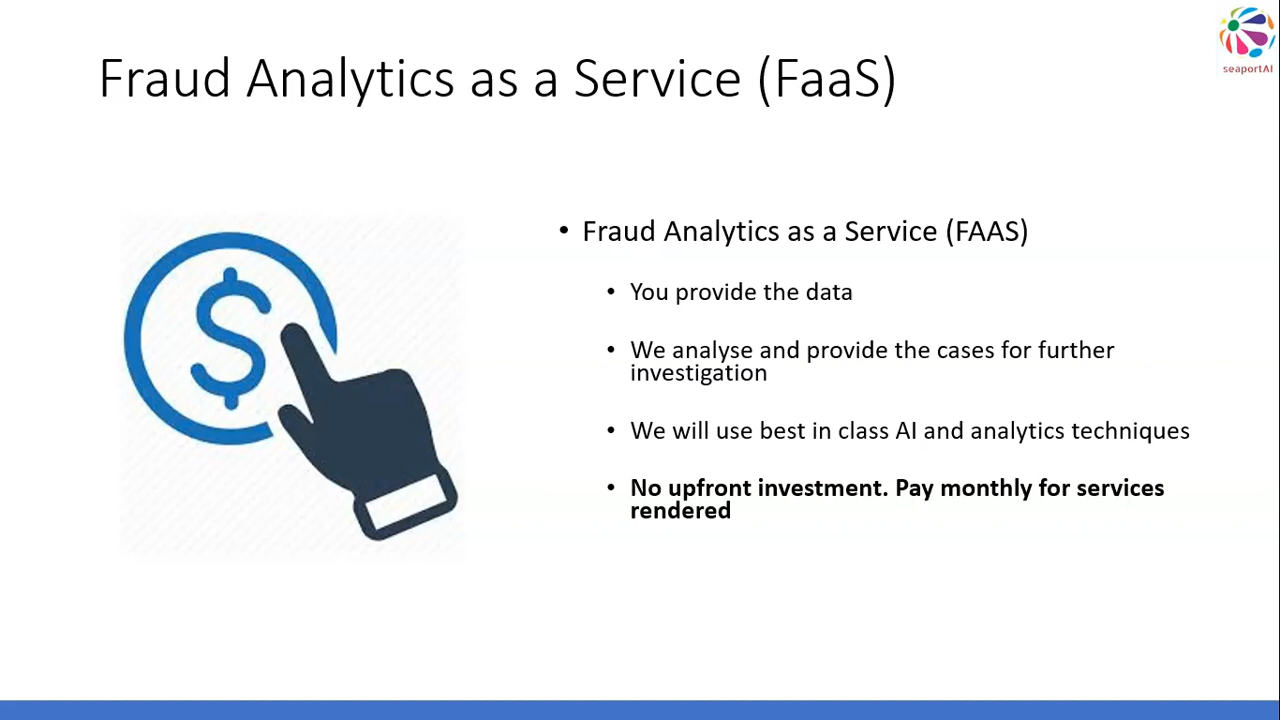 seaportAI
Fraud Analytics as a Service (FaaS)
• Fraud Analytics as a Service (FAAS)
• You provide the data
• We analyse and provide the cases for further
investigation
• We will use best in class AI and analytics techniques
• No upfront investment. Pay monthly for services
rendered